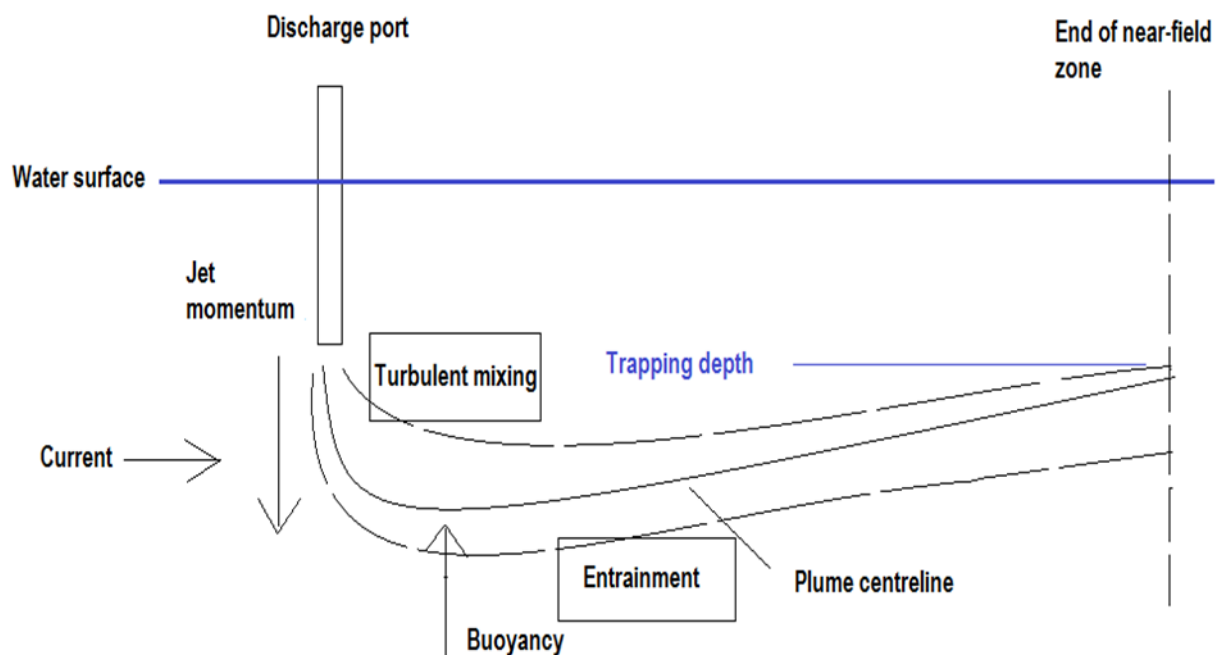 Discharge port
End of near-field
zone
Water surface
Jet
momentum
Turbulent mixing
Trapping depth
Current
Entrainment
Plume centreline
Buoyancy